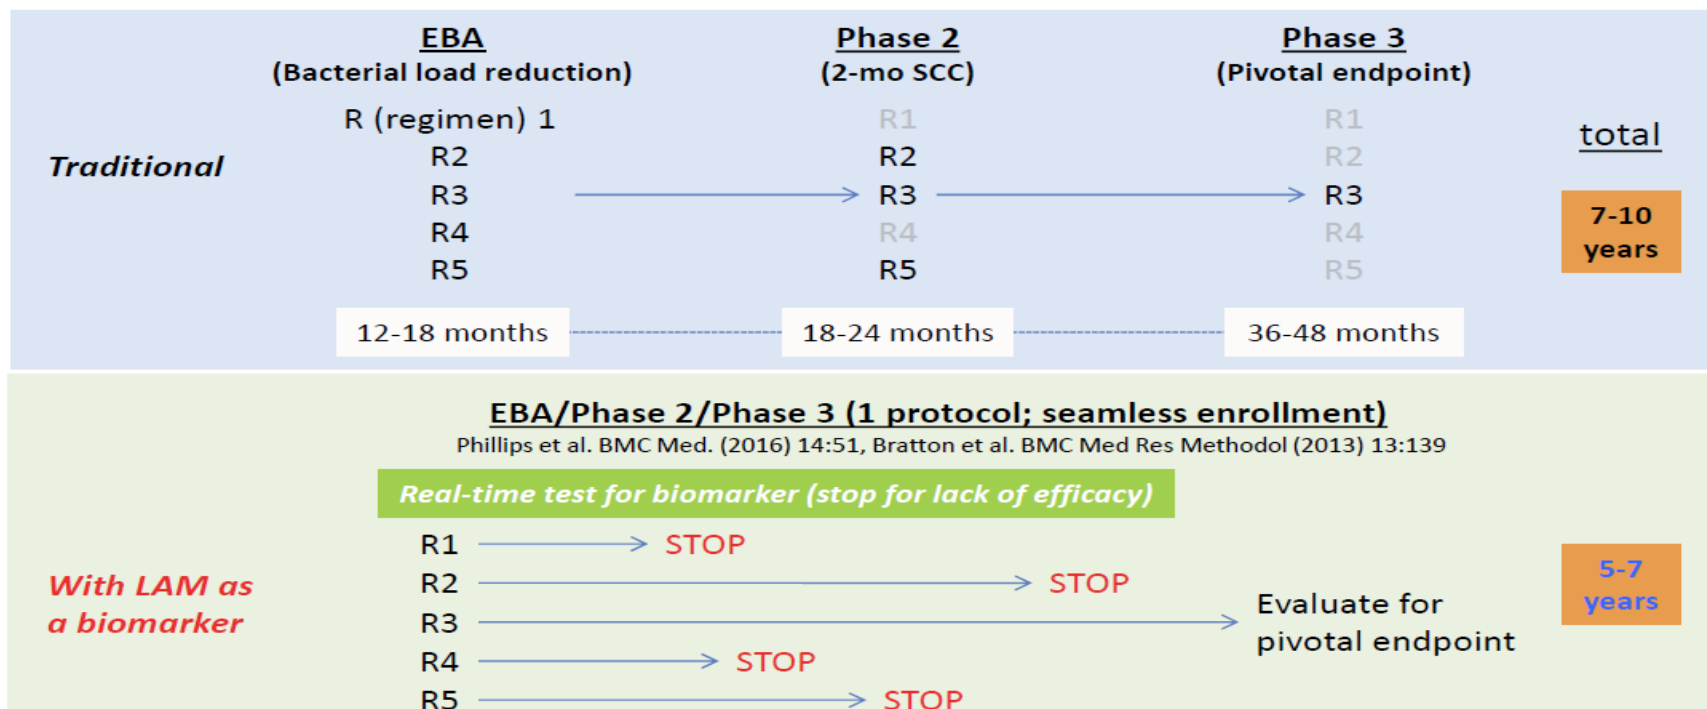 EBA
(Bacterial load reduction)
Phase 2
(2-mo SCC)
Phase 3
(Pivotal endpoint)
Traditional
R (regimen) 1
R2
R3
R4
R5
R1
R2
R3
R4
R5
R1
R2
R3
R4
R5
total
7-10
years
12-18 months
18-24 months
36-48 months
EBA/Phase 2/Phase 3 (1 protocol; seamless enrollment)
Phillips et al. BMC Med. (2016) 14:51, Bratton et al. BMC Med Res Methodol (2013) 13:139
Real-time test for biomarker (stop for lack of efficacy)
With LAM as
a biomarker
R1 STOP
R2 STOP
R3
Evaluate for
pivotal endpoint
R4 STOP
R5 STOP
5-7
years